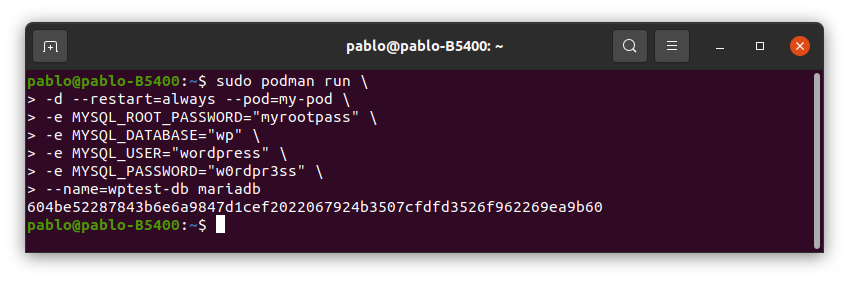 pablo@pablo-B5400: ~
pablo@pablo-B5400:~$ sudo podman run \
> -d --restart=always --pod=my-pod \
> -e MYSQL_ROOT_PASSWORD="myrootpass" \
> -e MYSQL_DATABASE="wp" \
> -e MYSQL_USER="wordpress" \
> -e MYSQL_PASSWORD="w0rdpr3ss" \
> --name=wptest-db mariadb
604be52287843b6e6a9847d1cef2022067924b3507cfdfd3526f962269ea9b60
pablo@pablo-B5400:~$